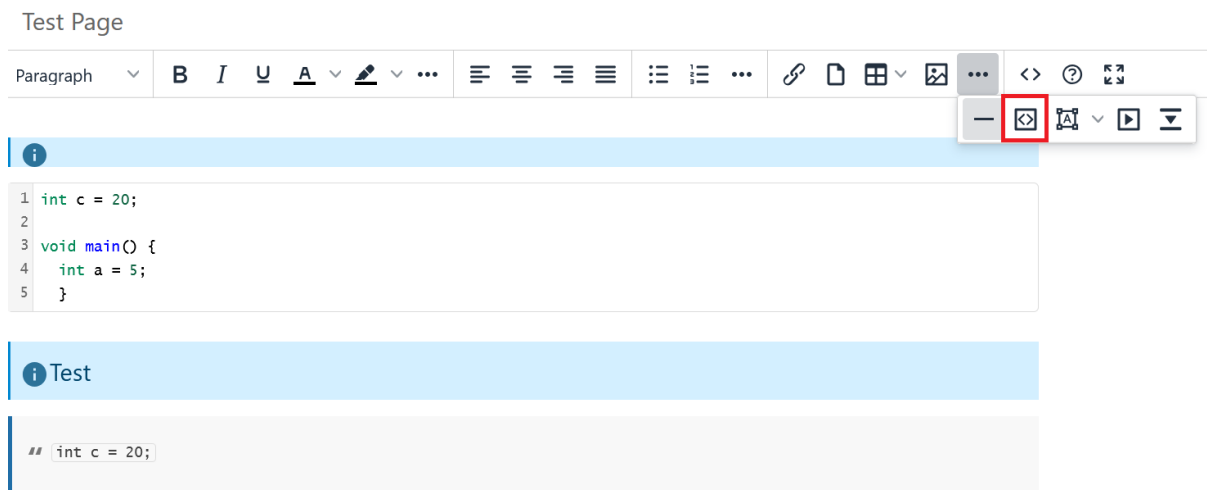 Test Page
Paragraph B I U A
A
1 int c = 20;
2
3 void main() {
4 int a = 5;
5 }
Test
int c = 20;